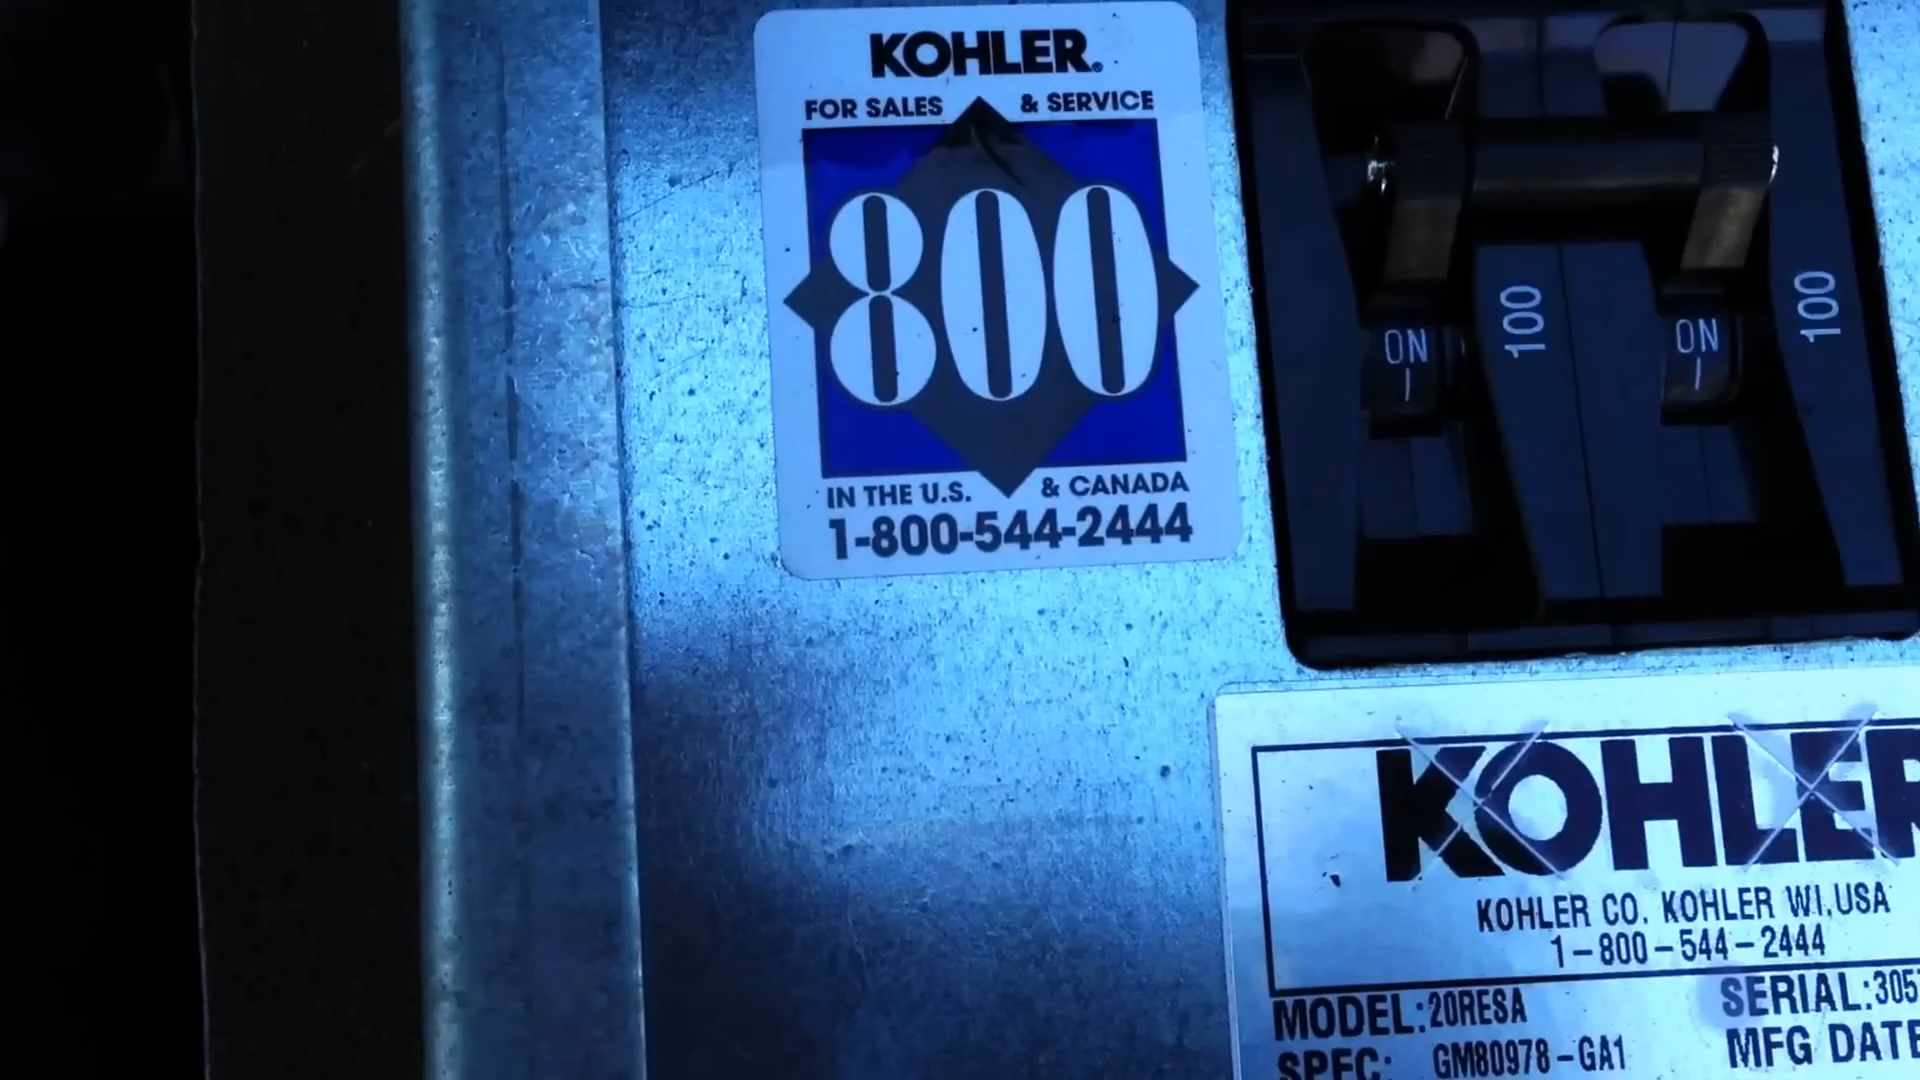 KOHLER®
FOR SALES & SERVICE
800
IN THE U.S. & CANADA
1-800-544-2444
ON 100 ON 100
KOHLER
KOHLER CO. KOHLER WI, USA
1-800-544-2444
MODEL: 20RESA SERIAL: 305
SPEC: GM80978-GA1 MFG DATE